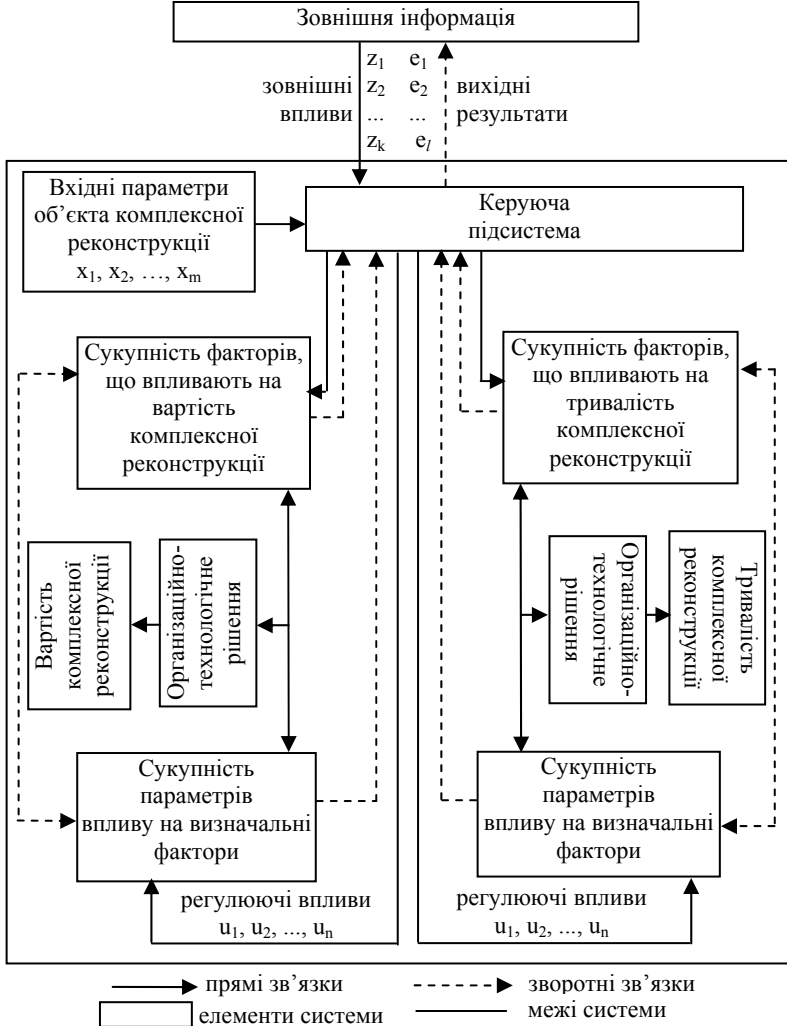 Зовнішня інформація
зовнішні
впливи
z₁ e₁
z₂ e₂
... ...
zₖ eₗ
вихідні
результати
Вхідні параметри
об’єкта комплексної
реконструкції
x₁, x₂, …, xₘ
Керуюча
підсистема
Сукупність факторів,
що впливають на
вартість
комплексної
реконструкції
Сукупність факторів,
що впливають на
тривалість
комплексної
реконструкції
Вартість
комплексної
реконструкції
Організаційно-
технологічне
рішення
Організаційно-
технологічне
рішення
Тривалість
комплексної
реконструкції
Сукупність
параметрів
впливу на визначальні
фактори
Сукупність
параметрів
впливу на визначальні
фактори
регулюючі впливи
u₁, u₂, ..., uₙ
регулюючі впливи
u₁, u₂, ..., uₙ
прямі зв’язки
зворотні зв’язки
елементи системи
межі системи